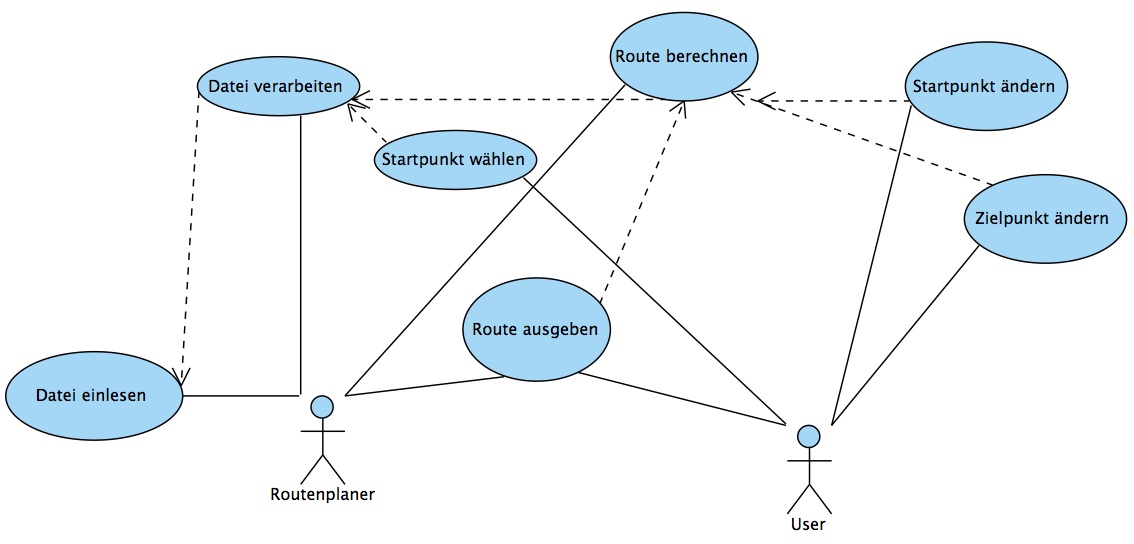 Route berechnen
Datei verarbeiten
Startpunkt ändern
Startpunkt wählen
Zielpunkt ändern
Route ausgeben
Datei einlesen
Routenplaner
User